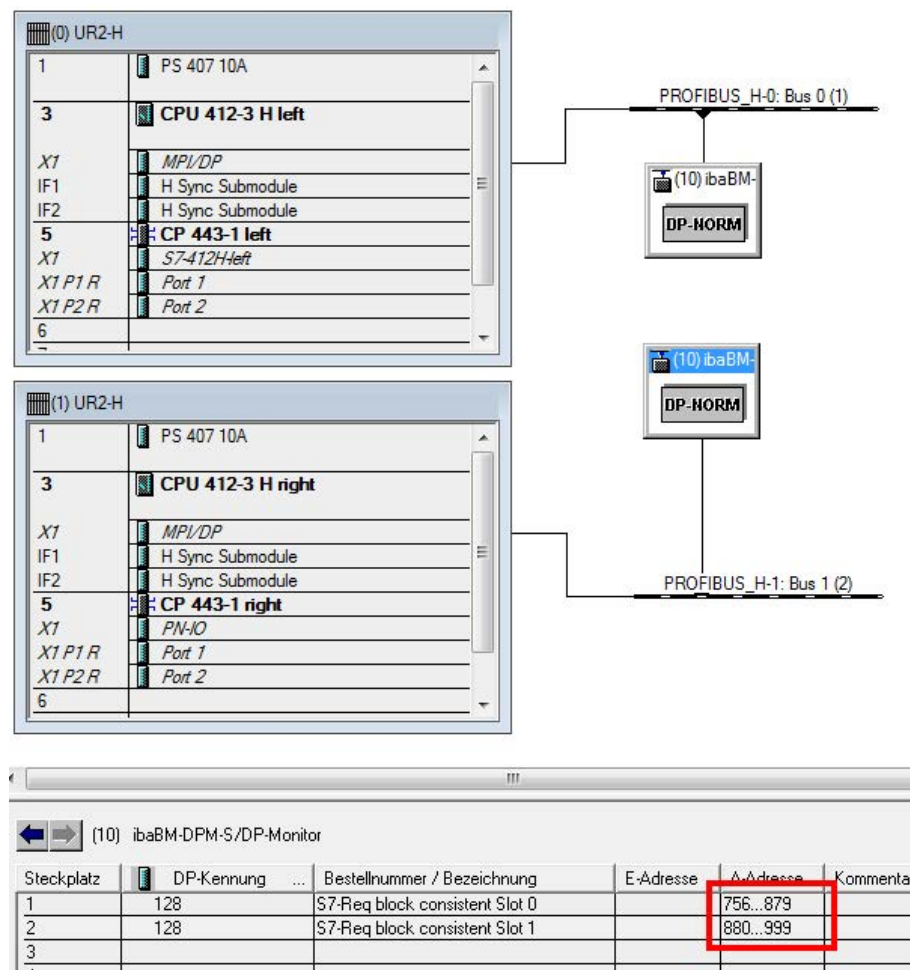 (0) UR2-H
1 PS 407 10A
3 CPU 412-3 H left
X1 MPI/DP
IF1 H Sync Submodule
IF2 H Sync Submodule
5 CP 443-1 left
X1 S7-412H-left
X1 P1 R Port 1
X1 P2 R Port 2
6
PROFIBUS_H-0: Bus 0 (1)
(10) ibaBM-
DP-NORM
(10) ibaBM-
DP-NORM
(1) UR2-H
1 PS 407 10A
3 CPU 412-3 H right
X1 MPI/DP
IF1 H Sync Submodule
IF2 H Sync Submodule
5 CP 443-1 right
X1 PN-IO
X1 P1 R Port 1
X1 P2 R Port 2
6
PROFIBUS_H-1: Bus 1 (2)
(10) ibaBM-DPM-S/DP-Monitor
Steckplatz DP-Kennung ... Bestellnummer / Bezeichnung E-Adresse A-Adresse Kommenta
1 128 S7-Req block consistent Slot 0 756...879
2 128 S7-Req block consistent Slot 1 880...999
3